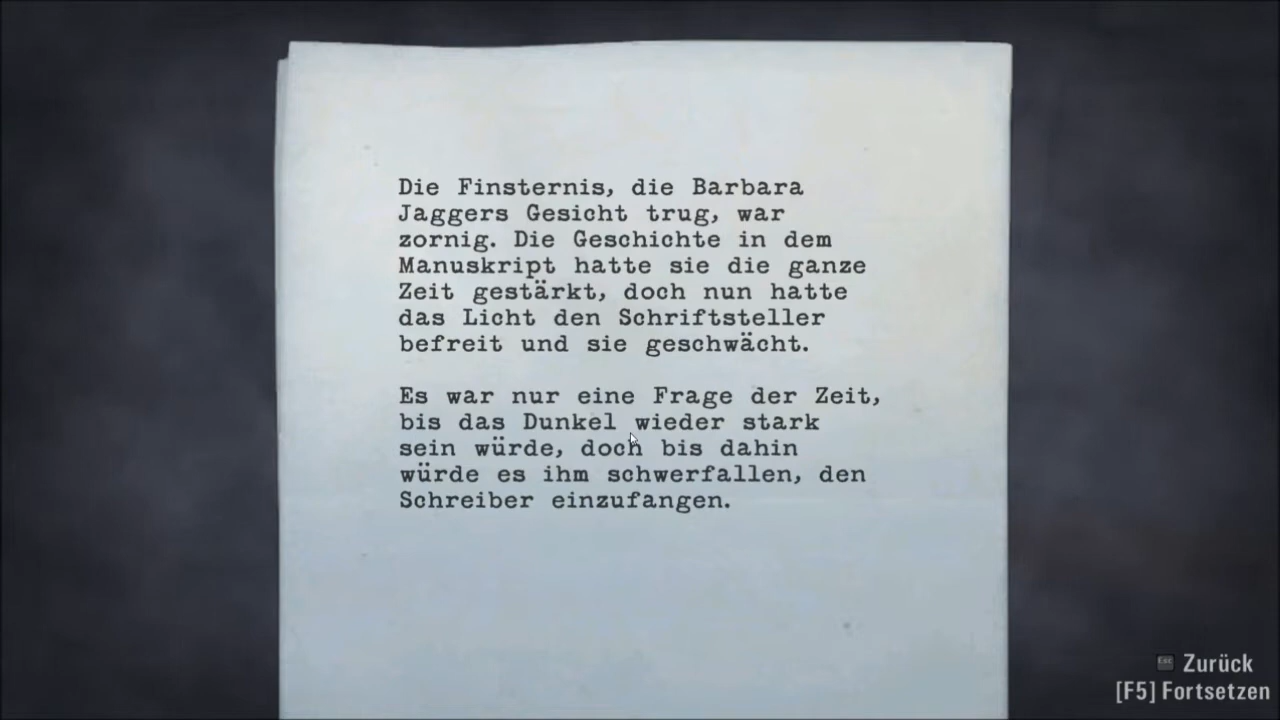 Die Finsternis, die Barbara
Jaggers Gesicht trug, war
zornig. Die Geschichte in dem
Manuskript hatte sie die ganze
Zeit gestärkt, doch nun hatte
das Licht den Schriftsteller
befreit und sie geschwächt.
Es war nur eine Frage der Zeit,
bis das Dunkel wieder stark
sein würde, doch bis dahin
würde es ihm schwerfallen, den
Schreiber einzufangen.
Esc Zurück
[F5] Fortsetzen